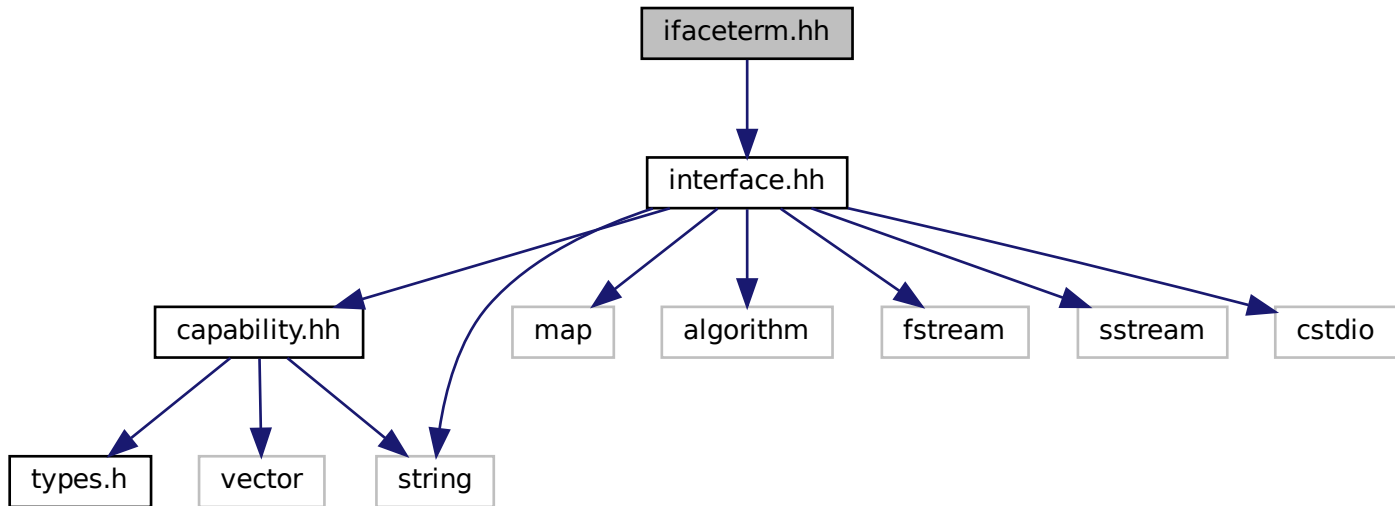 ifaceterm.hh
interface.hh
capability.hh
map
algorithm
fstream
sstream
cstdio
types.h
vector
string